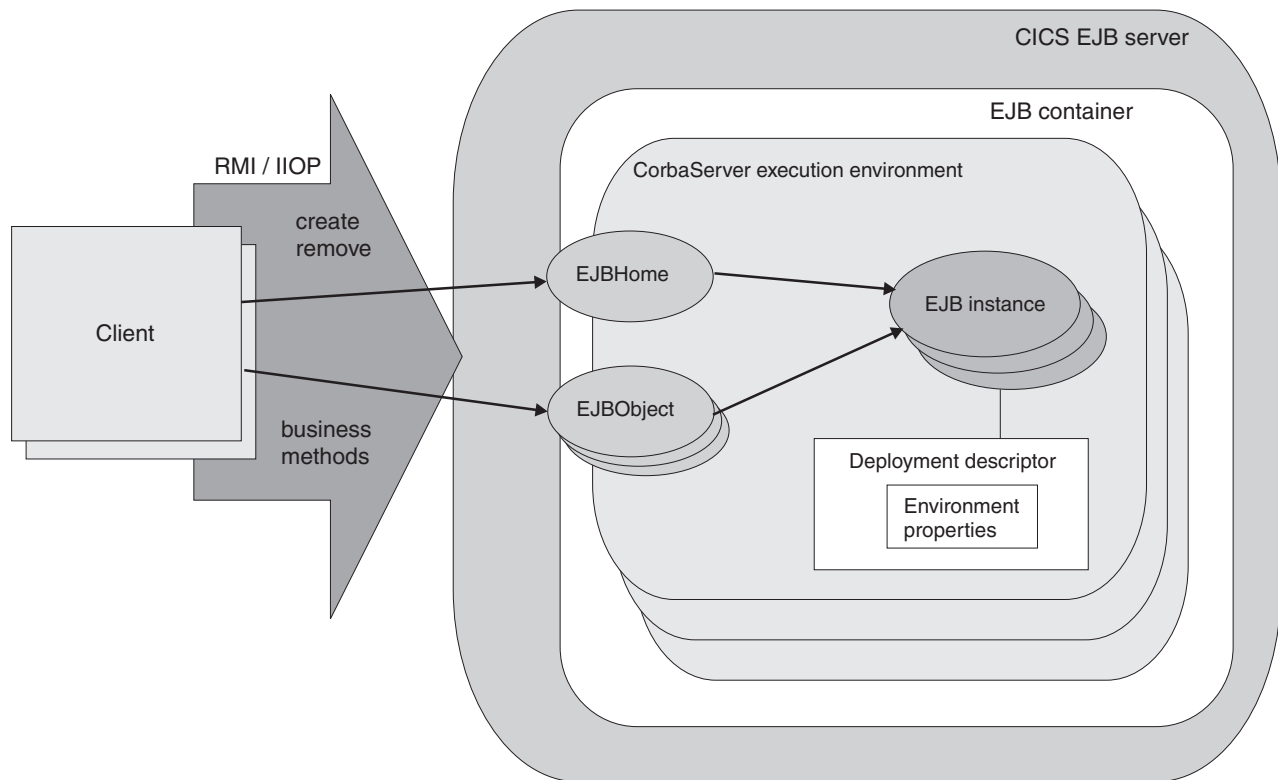 CICS EJB server
EJB container
RMI / IIOP
CorbaServer execution environment
create
remove
EJBHome
EJB instance
Client
EJBObject
business
methods
Deployment descriptor
Environment
properties